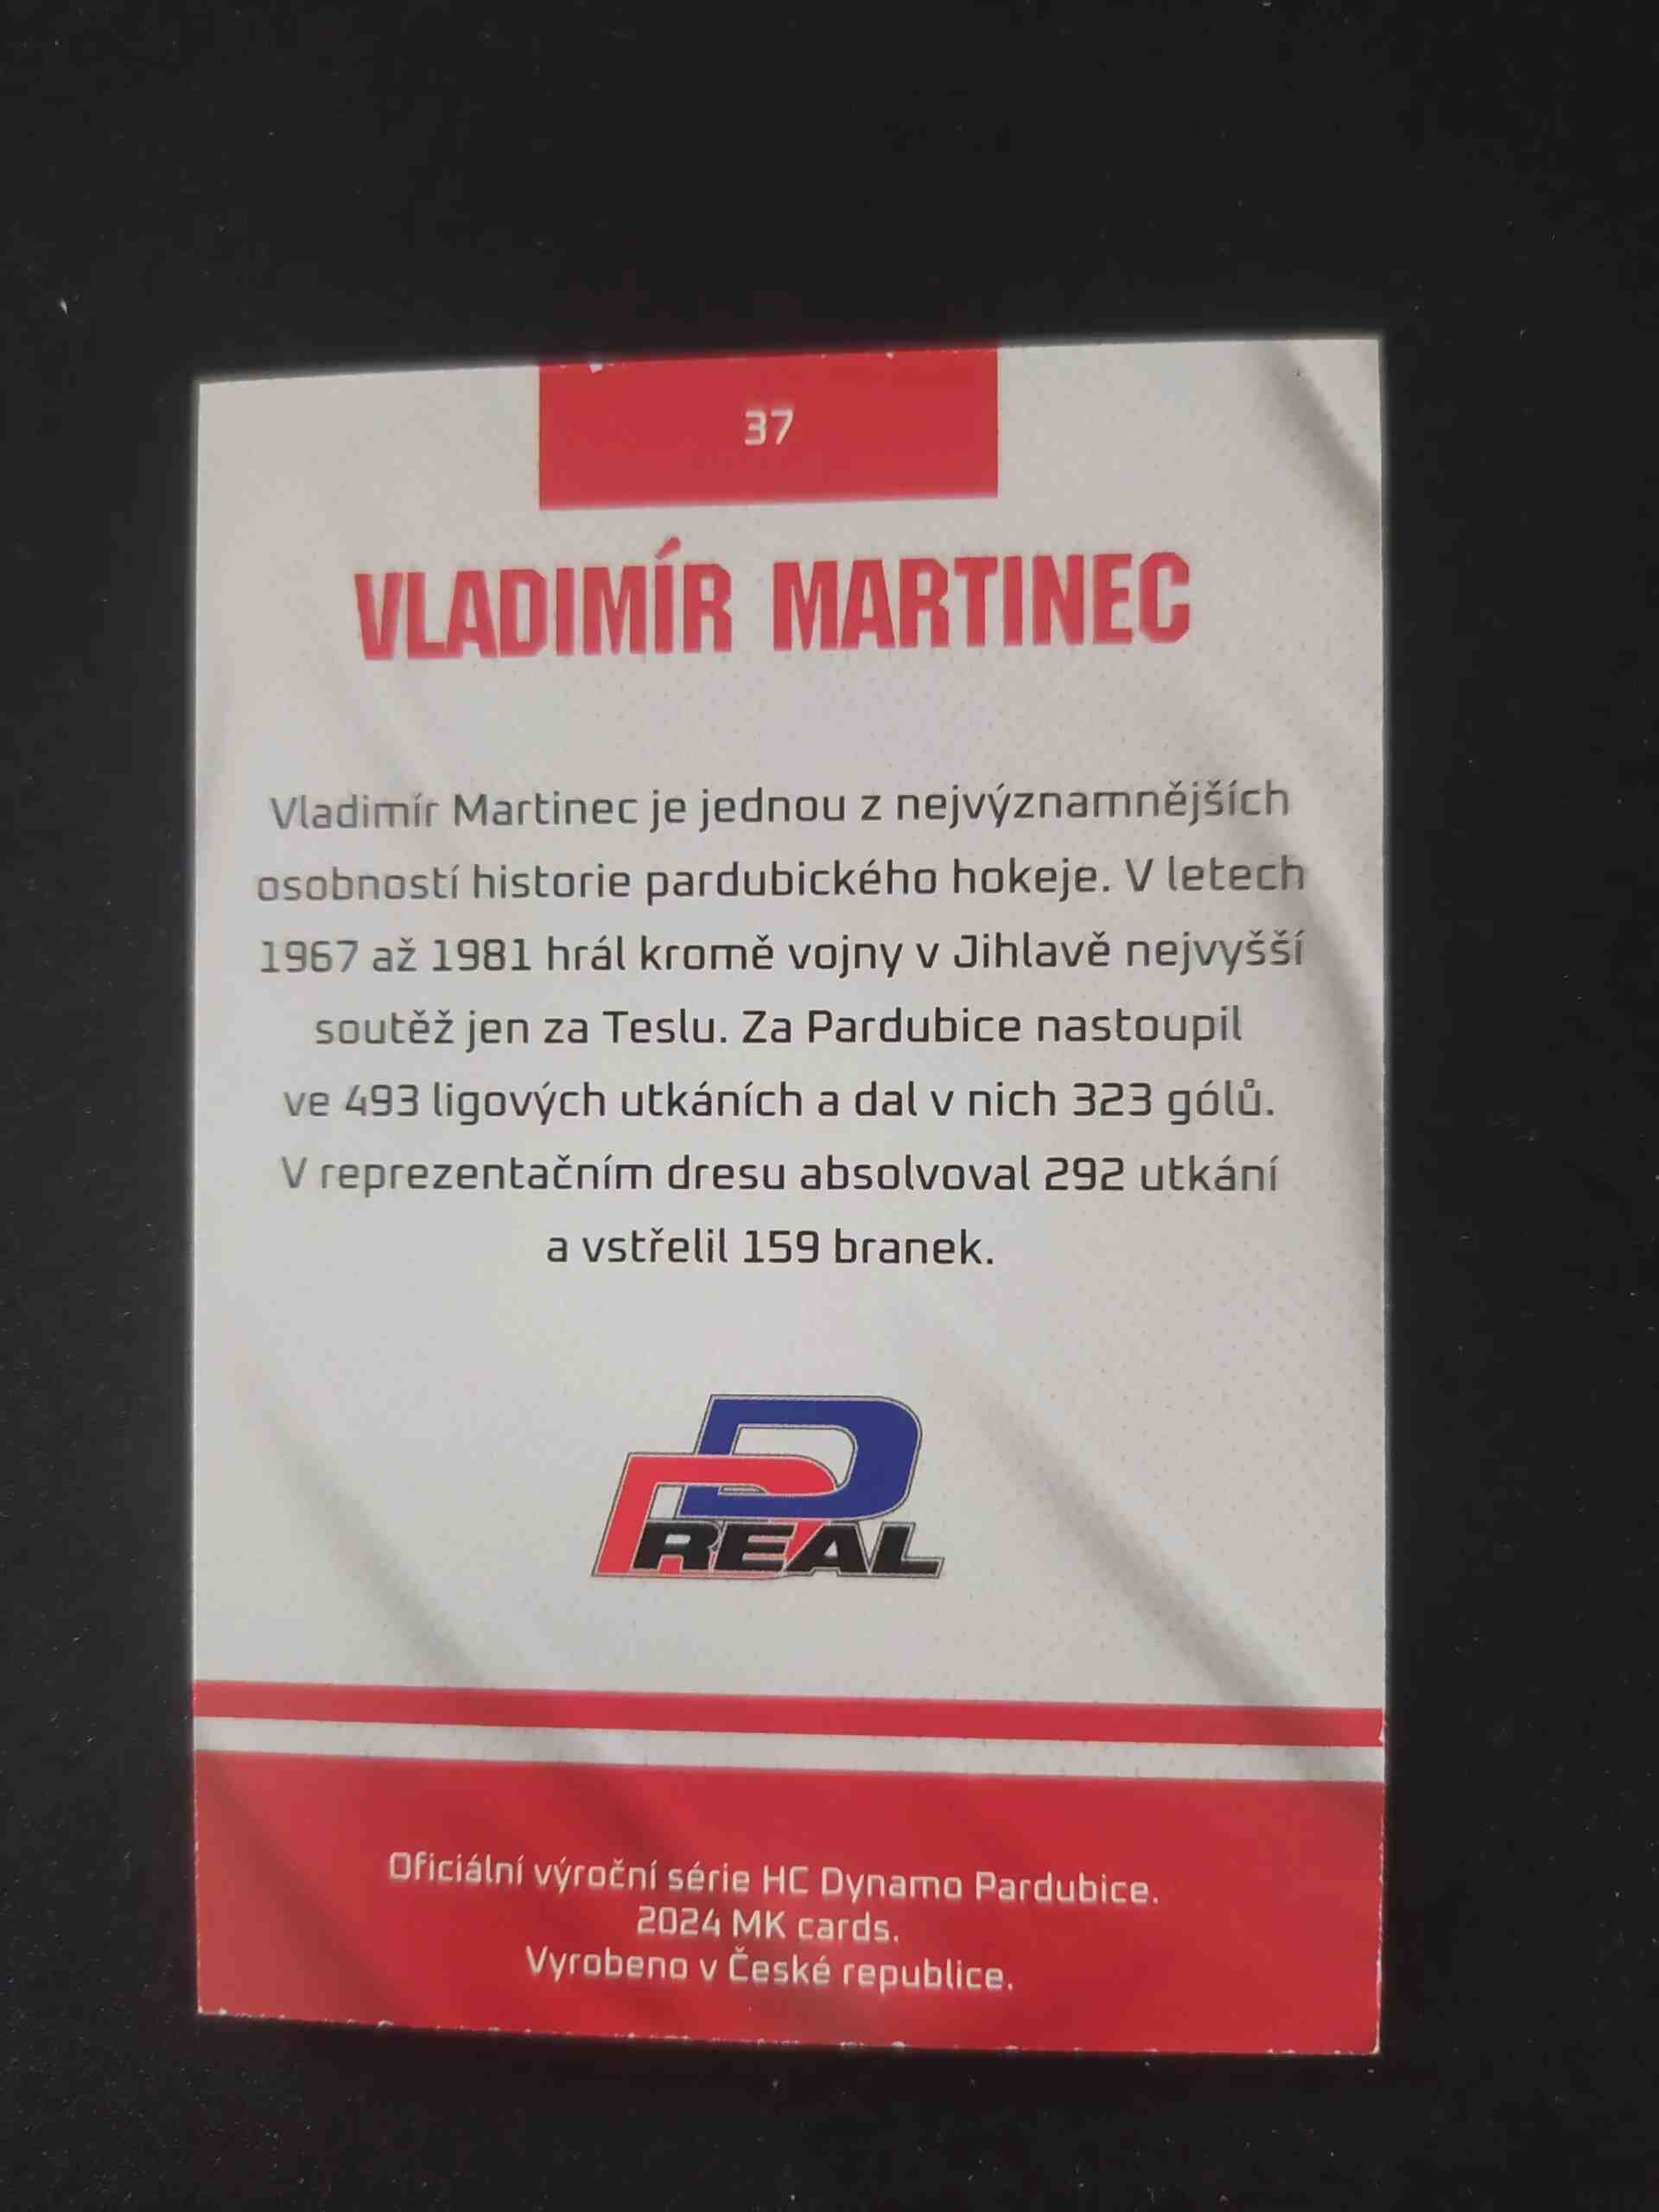 37
VLADIMÍR MARTINEC
Vladimír Martinec je jednou z nejvýznamnějších
osobností historie pardubického hokeje. V letech
1967 až 1981 hrál kromě vojny v Jihlavě nejvyšší
soutěž jen za Teslu. Za Pardubice nastoupil
ve 493 ligových utkáních a dal v nich 323 gólů.
V reprezentačním dresu absolvoval 292 utkání
a vstřelil 159 branek.
REAL
Oficiální výroční série HC Dynamo Pardubice.
2024 MK cards.
Vyrobeno v České republice.